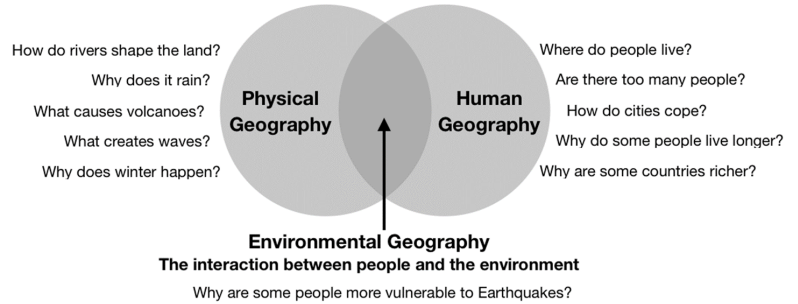 How do rivers shape the land?
Why does it rain?
What causes volcanoes?
What creates waves?
Why does winter happen?
Physical
Geography
Human
Geography
Where do people live?
Are there too many people?
How do cities cope?
Why do some people live longer?
Why are some countries richer?
Environmental Geography
The interaction between people and the environment
Why are some people more vulnerable to Earthquakes?